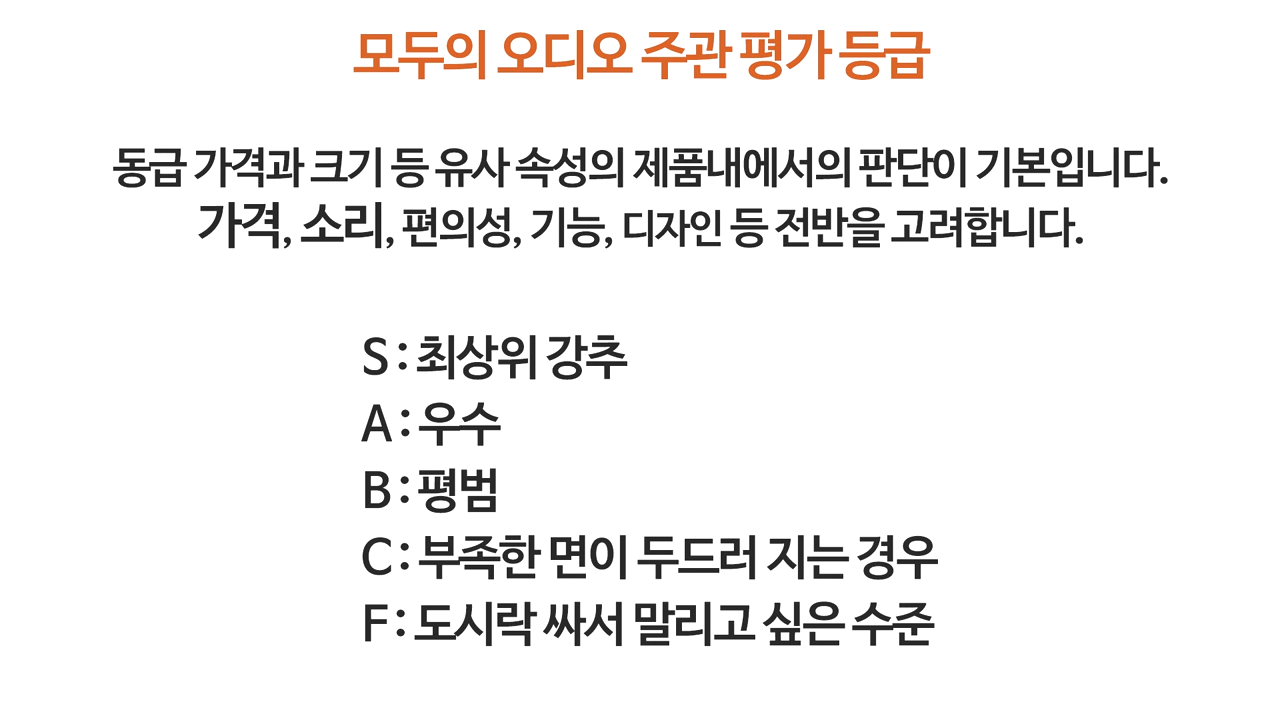 모두의 오디오 주관 평가 등급
동급 가격과 크기 등 유사 속성의 제품내에서의 판단이 기본입니다.
가격, 소리, 편의성, 기능, 디자인 등 전반을 고려합니다.
S : 최상위 강추
A : 우수
B : 평범
C : 부족한 면이 두드러 지는 경우
F : 도시락 싸서 말리고 싶은 수준